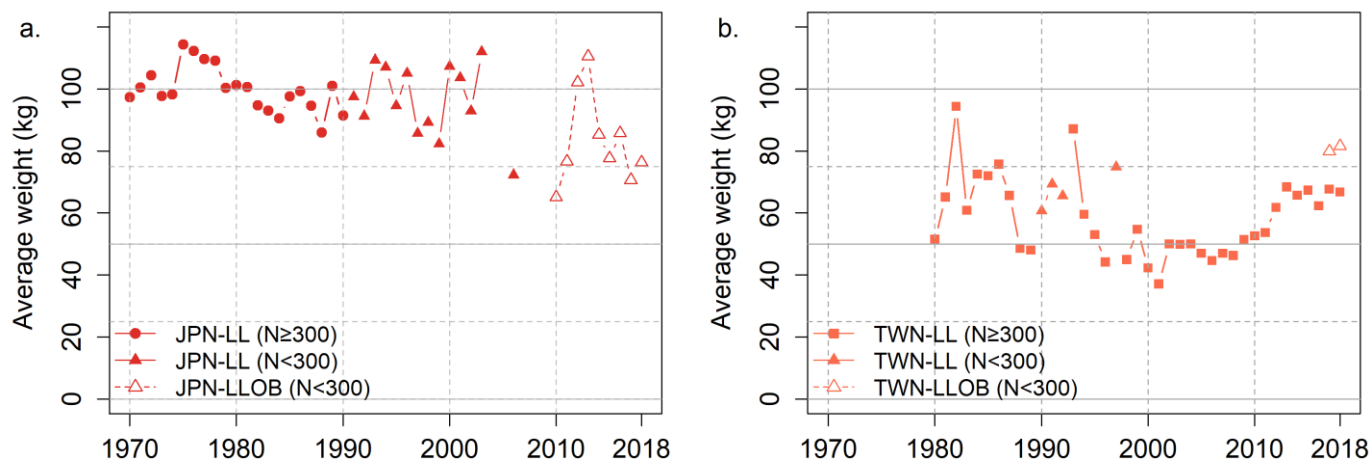 a.
Average weight (kg)
100
80
60
40
20
0
JPN-LL (N≥300)
JPN-LL (N<300)
JPN-LLOB (N<300)
1970 1980 1990 2000 2010 2018
b.
Average weight (kg)
100
80
60
40
20
0
TWN-LL (N≥300)
TWN-LL (N<300)
TWN-LLOB (N<300)
1970 1980 1990 2000 2010 2018